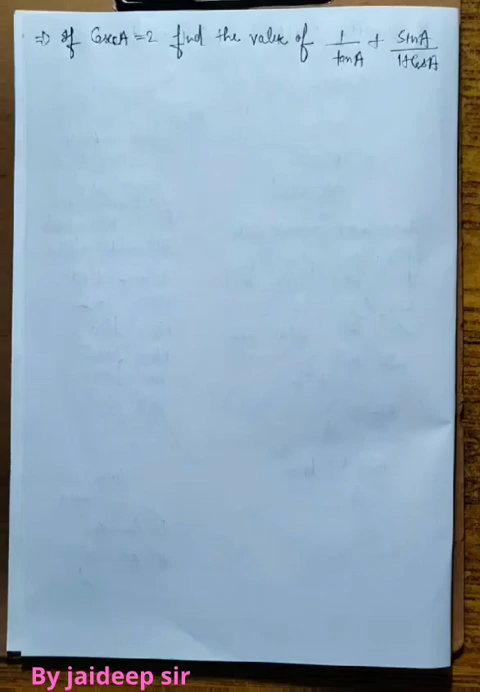 ⇒ If CosecA = 2 find the value of 1/tanA + SinA/1+CosA
By jaideep sir